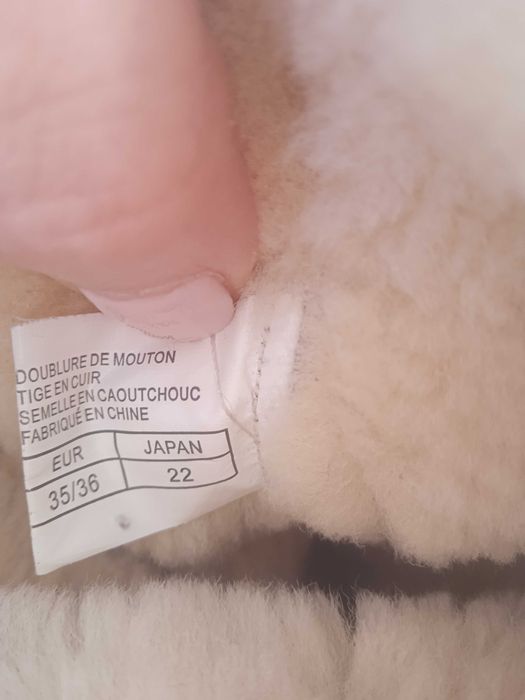 DOUBLURE DE MOUTON
TIGE EN CUIR
SEMELLE EN CAOUTCHOUC
FABRIQUÉ EN CHINE
EUR JAPAN
35/36 22